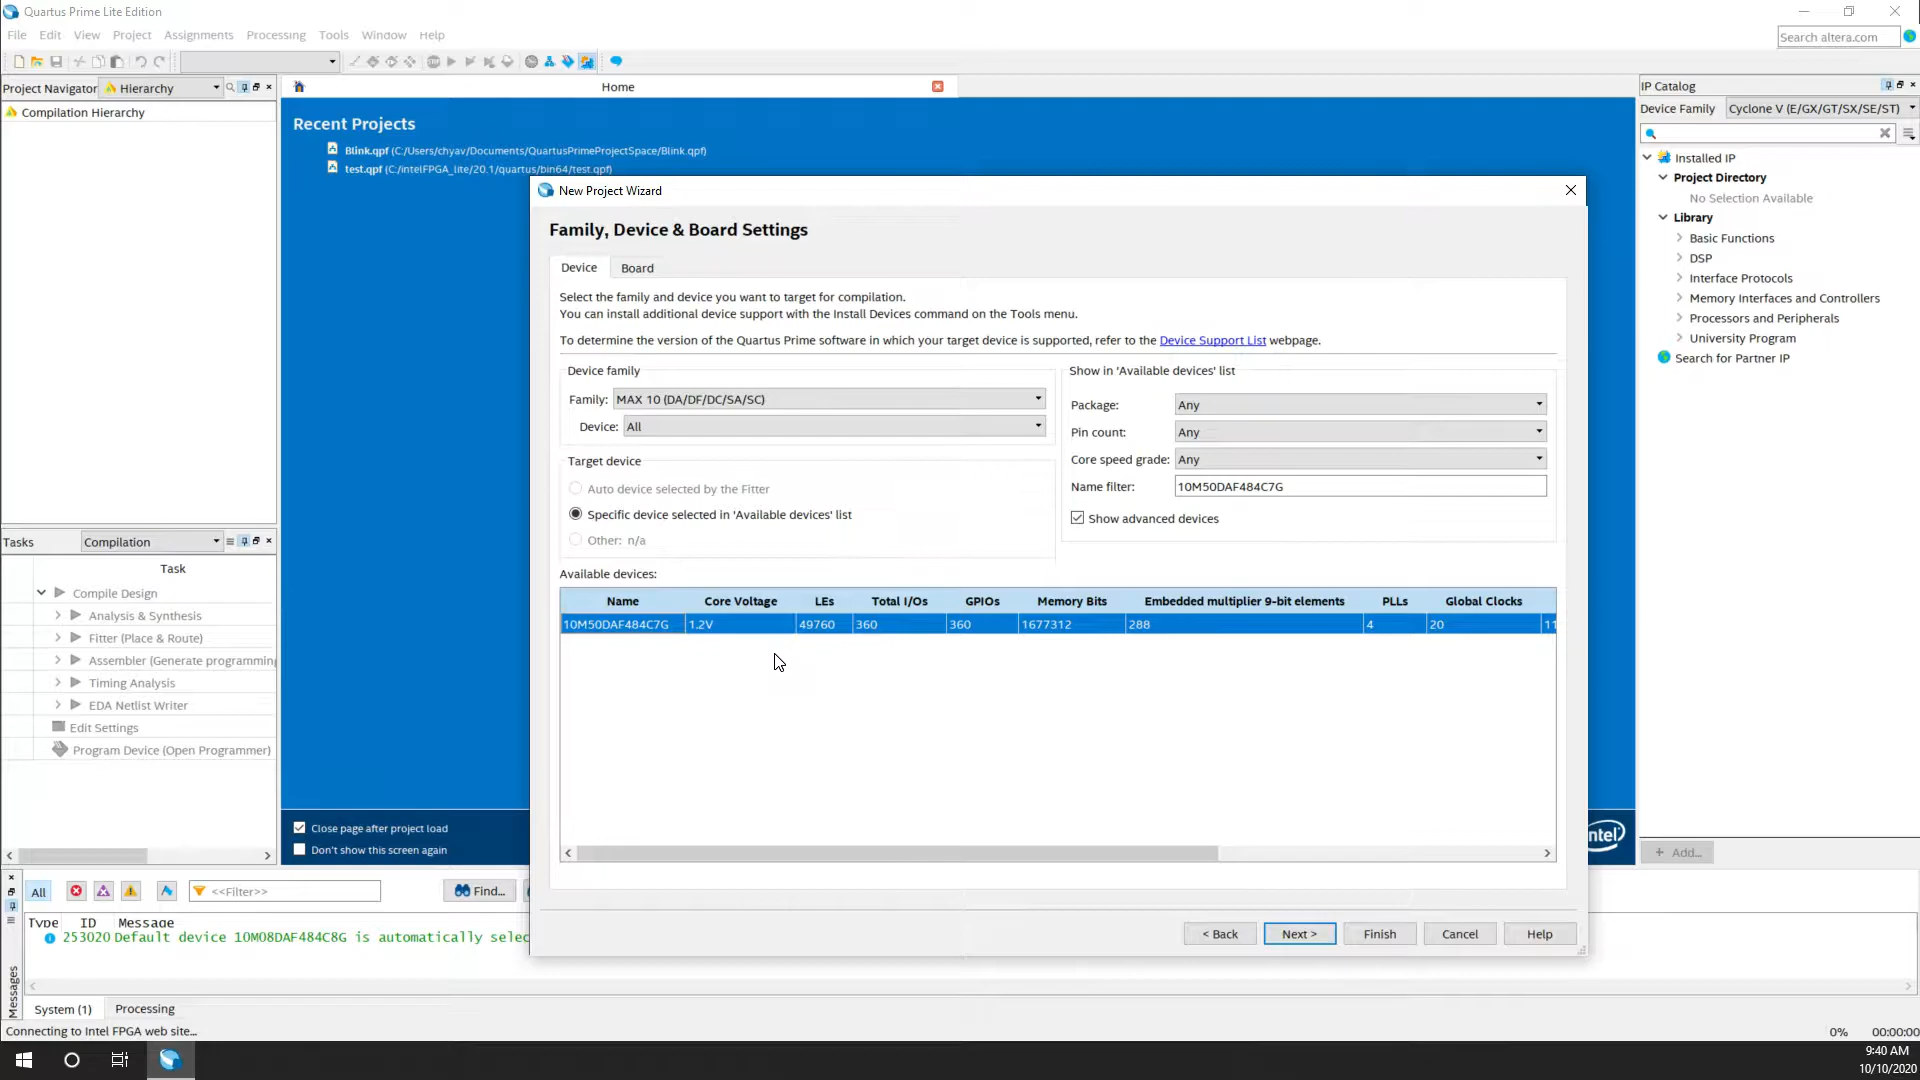 Quartus Prime Lite Edition
File Edit View Project Assignments Processing Tools Window Help
Search altera.com
Project Navigator Hierarchy
Compilation Hierarchy
Home
Recent Projects
Blink.qpf (C:/Users/chyav/Documents/QuartusPrimeProjectSpace/Blink.qpf)
test.qpf (C:/intelFPGA_lite/20.1/quartus/bin64/test.qpf)
IP Catalog
Device Family Cyclone V (E/GX/GT/SX/SE/ST)
Installed IP
Project Directory
No Selection Available
Library
Basic Functions
DSP
Interface Protocols
Memory Interfaces and Controllers
Processors and Peripherals
University Program
Search for Partner IP
+ Add...
New Project Wizard
Family, Device & Board Settings
Device Board
Select the family and device you want to target for compilation.
You can install additional device support with the Install Devices command on the Tools menu.
To determine the version of the Quartus Prime software in which your target device is supported, refer to the Device Support List webpage.
Device family
Family: MAX 10 (DA/DF/DC/SA/SC)
Device: All
Target device
Auto device selected by the Fitter
Specific device selected in 'Available devices' list
Other: n/a
Show in 'Available devices' list
Package: Any
Pin count: Any
Core speed grade: Any
Name filter: 10M50DAF484C7G
Show advanced devices
Available devices:
Name Core Voltage LEs Total I/Os GPIOs Memory Bits Embedded multiplier 9-bit elements PLLs Global Clocks
10M50DAF484C7G 1.2V 49760 360 360 1677312 288 4 20 11
< Back Next > Finish Cancel Help
Tasks Compilation
Task
Compile Design
Analysis & Synthesis
Fitter (Place & Route)
Assembler (Generate programmin
Timing Analysis
EDA Netlist Writer
Edit Settings
Program Device (Open Programmer)
Close page after project load
Don't show this screen again
intel
All <<Filter>> Find...
Type ID Message
253020 Default device 10M08DAF484C8G is automatically selec
Messages
System (1) Processing
Connecting to Intel FPGA web site...
0% 00:00:00
9:40 AM
10/10/2020